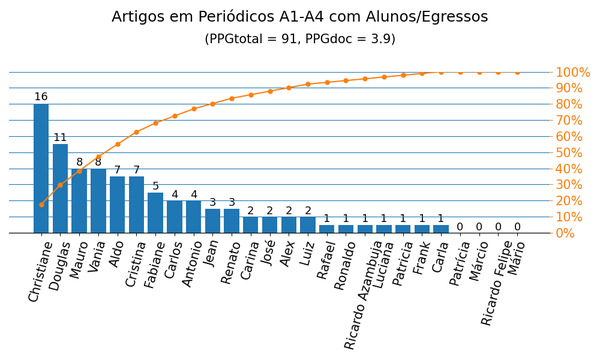 Artigos em Periódicos A1-A4 com Alunos/Egressos
(PPGtotal = 91, PPGdoc = 3.9)
100%
90%
80%
70%
60%
50%
40%
30%
20%
10%
0%
16
11
8
8
7
7
5
4
4
3
3
2
2
2
2
1
1
1
1
1
1
1
0
0
0
0
Christiane
Douglas
Mauro
Vania
Aldo
Cristina
Fabiane
Carlos
Antonio
Jean
Renato
Carina
José
Alex
Luiz
Rafael
Ronaldo
Ricardo Azambuja
Luciana
Patricia
Frank
Carla
Patrícia
Márcio
Ricardo Felipe
Mário